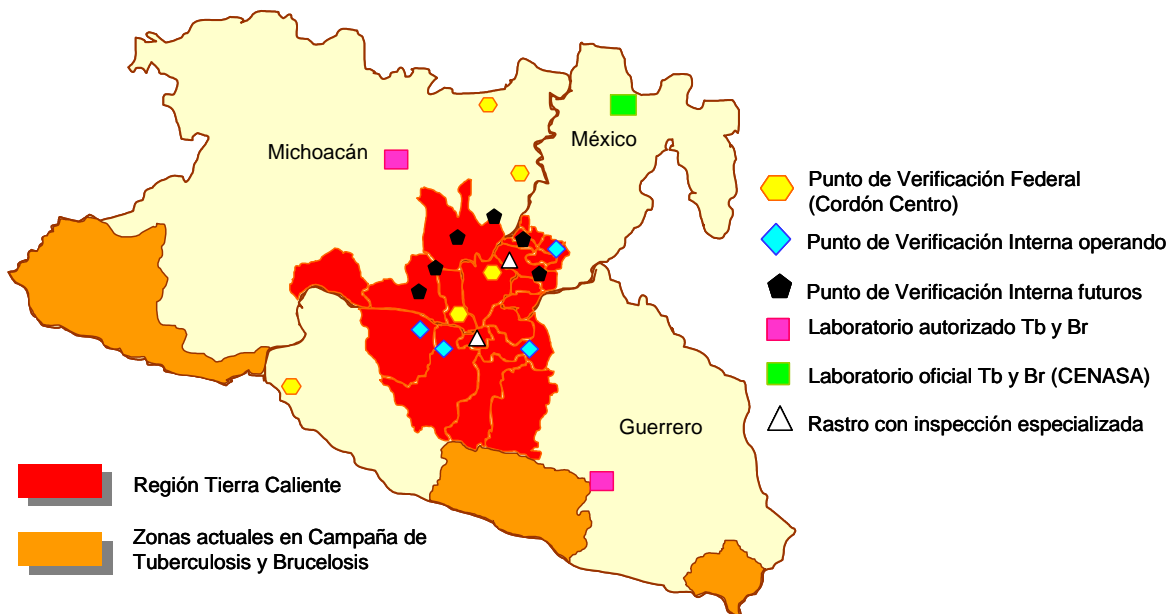 Michoacán
México
Guerrero
Punto de Verificación Federal
(Cordón Centro)
Punto de Verificación Interna operando
Punto de Verificación Interna futuros
Laboratorio autorizado Tb y Br
Laboratorio oficial Tb y Br (CENASA)
Rastro con inspección especializada
Región Tierra Caliente
Zonas actuales en Campaña de
Tuberculosis y Brucelosis